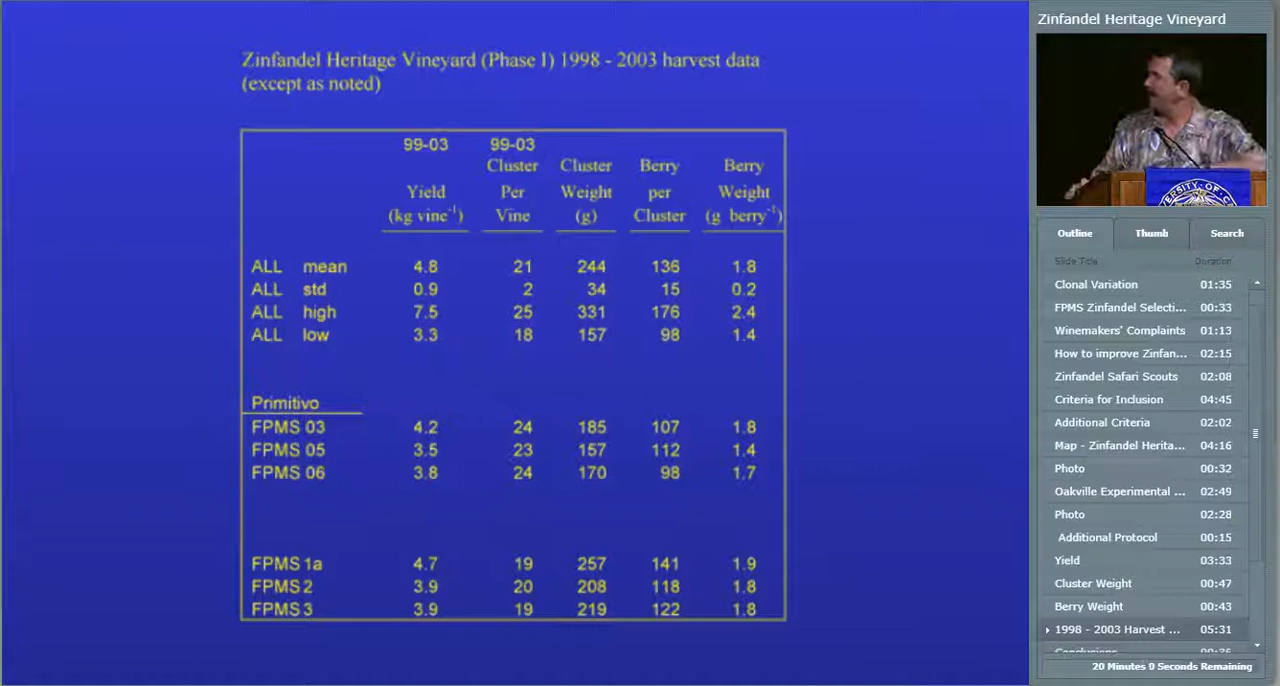 Zinfandel Heritage Vineyard (Phase I) 1998 - 2003 harvest data
(except as noted)
99-03 99-03
Cluster Cluster Berry Berry
Yield Per Weight per Weight
(kg vine⁻¹) Vine (g) Cluster (g berry⁻¹)
ALL mean 4.8 21 244 136 1.8
ALL std 0.9 2 34 15 0.2
ALL high 7.5 25 331 176 2.4
ALL low 3.3 18 157 98 1.4
Primitivo
FPMS 03 4.2 24 185 107 1.8
FPMS 05 3.5 23 157 112 1.4
FPMS 06 3.8 24 170 98 1.7
FPMS 1a 4.7 19 257 141 1.9
FPMS 2 3.9 20 208 118 1.8
FPMS 3 3.9 19 219 122 1.8
Zinfandel Heritage Vineyard
Outline Thumb Search
Slide Title Duration
Clonal Variation 01:35
FPMS Zinfandel Selecti... 00:33
Winemakers' Complaints 01:13
How to improve Zinfan... 02:15
Zinfandel Safari Scouts 02:08
Criteria for Inclusion 04:45
Additional Criteria 02:02
Map - Zinfandel Herita... 04:16
Photo 00:32
Oakville Experimental ... 02:49
Photo 02:28
Additional Protocol 00:15
Yield 03:33
Cluster Weight 00:47
Berry Weight 00:43
1998 - 2003 Harvest ... 05:31
Conclusions 00:36
20 Minutes 0 Seconds Remaining